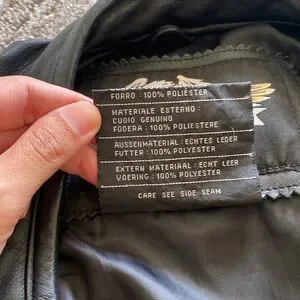 FORRO: 100% POLIÉSTER
MATERIALE ESTERNO:
CUOIO GENUINO
FODERA: 100% POLIESTERE
AUSSENMATERIAL: ECHTES LEDER
FUTTER: 100% POLYESTER
EXTERN MATERIAAL: ECHT LEER
VOERING: 100% POLYESTER
CARE SEE SIDE SEAM